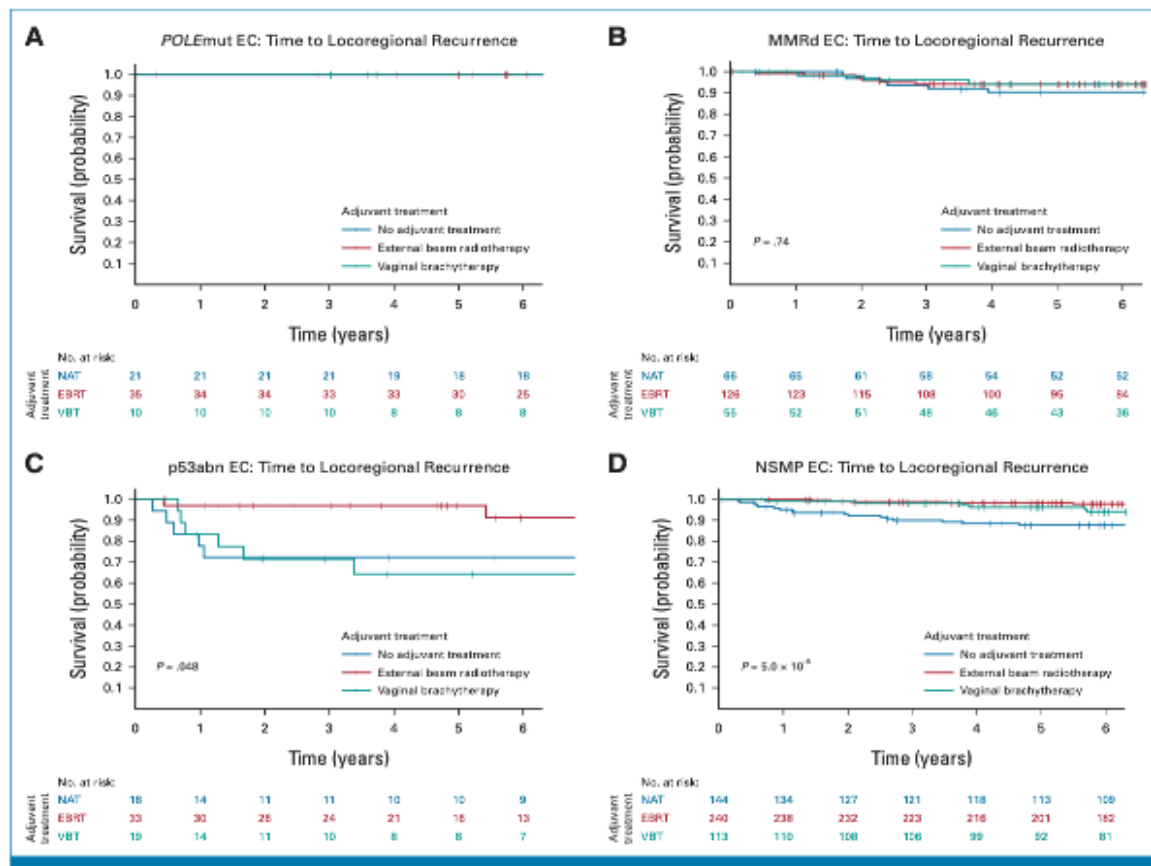 A
POLEmut EC: Time to Locoregional Recurrence
Survival (probability)
1.0
0.9
0.8
0.7
0.6
0.5
0.4
0.3
0.2
0.1
Adjuvant treatment
No adjuvant treatment
External beam radiotherapy
Vaginal brachytherapy
0 1 2 3 4 5 6
Time (years)
Adjuvant treatment
No. at risk:
NAT 21 21 21 21 19 18 18
EBRT 35 34 34 33 33 30 25
VBT 10 10 10 10 8 8 8
B
MMRd EC: Time to Locoregional Recurrence
Survival (probability)
1.0
0.9
0.8
0.7
0.6
0.5
0.4
0.3
0.2
0.1
P = .74
Adjuvant treatment
No adjuvant treatment
External beam radiotherapy
Vaginal brachytherapy
0 1 2 3 4 5 6
Time (years)
Adjuvant treatment
No. at risk:
NAT 66 65 61 58 54 52 52
EBRT 126 123 115 108 100 95 84
VBT 55 52 51 48 46 43 36
C
p53abn EC: Time to Locoregional Recurrence
Survival (probability)
1.0
0.9
0.8
0.7
0.6
0.5
0.4
0.3
0.2
0.1
P = .048
Adjuvant treatment
No adjuvant treatment
External beam radiotherapy
Vaginal brachytherapy
0 1 2 3 4 5 6
Time (years)
Adjuvant treatment
No. at risk:
NAT 18 14 11 11 10 10 9
EBRT 33 30 26 24 21 18 13
VBT 19 14 11 10 8 8 7
D
NSMP EC: Time to Locoregional Recurrence
Survival (probability)
1.0
0.9
0.8
0.7
0.6
0.5
0.4
0.3
0.2
0.1
P = 5.0 × 10
Adjuvant treatment
No adjuvant treatment
External beam radiotherapy
Vaginal brachytherapy
0 1 2 3 4 5 6
Time (years)
Adjuvant treatment
No. at risk:
NAT 144 134 127 121 118 113 109
EBRT 240 238 232 223 216 201 182
VBT 113 110 108 106 99 92 81